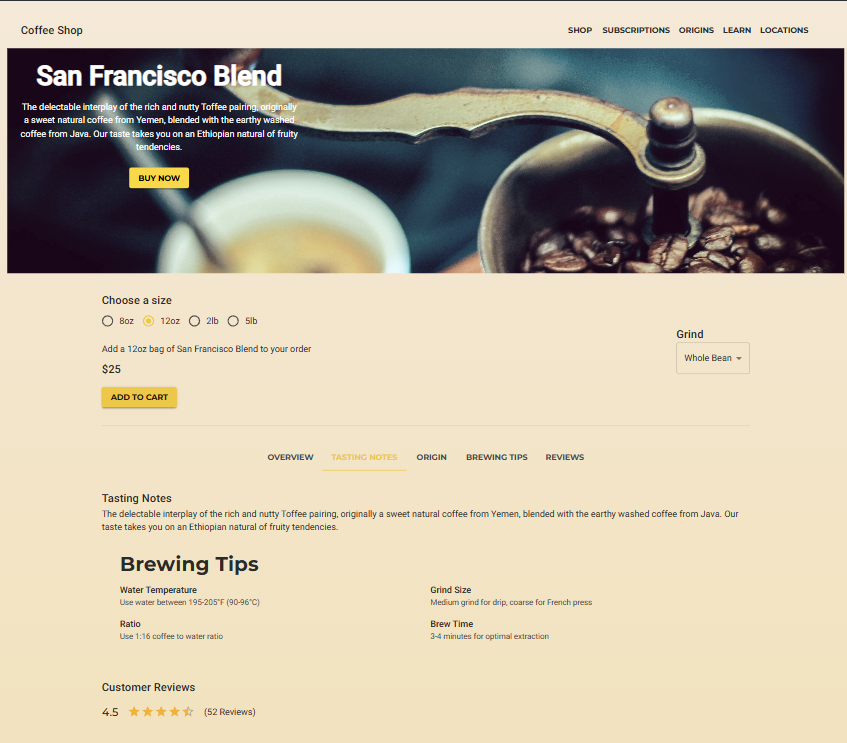 Coffee Shop
SHOP SUBSCRIPTIONS ORIGINS LEARN LOCATIONS
San Francisco Blend
The delectable interplay of the rich and nutty Toffee pairing, originally
a sweet natural coffee from Yemen, blended with the earthy washed
coffee from Java. Our taste takes you on an Ethiopian natural of fruity
tendencies.
BUY NOW
Choose a size
8oz 12oz 2lb 5lb
Add a 12oz bag of San Francisco Blend to your order
$25
ADD TO CART
Grind
Whole Bean
OVERVIEW TASTING NOTES ORIGIN BREWING TIPS REVIEWS
Tasting Notes
The delectable interplay of the rich and nutty Toffee pairing, originally a sweet natural coffee from Yemen, blended with the earthy washed coffee from Java. Our
taste takes you on an Ethiopian natural of fruity tendencies.
Brewing Tips
Water Temperature
Use water between 195-205°F (90-96°C)
Grind Size
Medium grind for drip, coarse for French press
Ratio
Use 1:16 coffee to water ratio
Brew Time
3-4 minutes for optimal extraction
Customer Reviews
4.5 (52 Reviews)